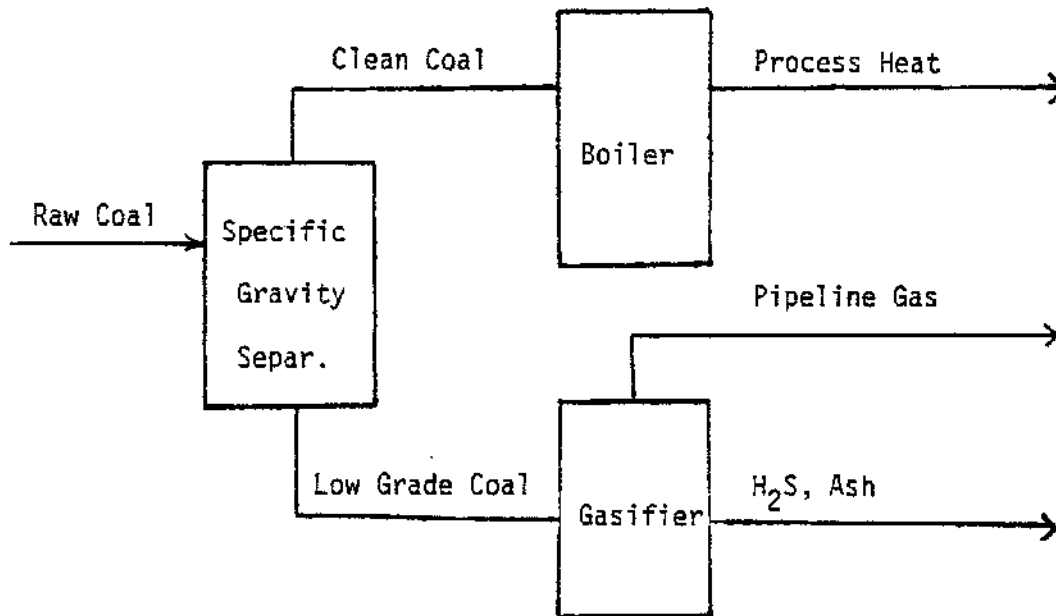 Clean Coal
Process Heat
Boiler
Raw Coal
Specific
Gravity
Separ.
Pipeline Gas
Low Grade Coal
H₂S, Ash
Gasifier